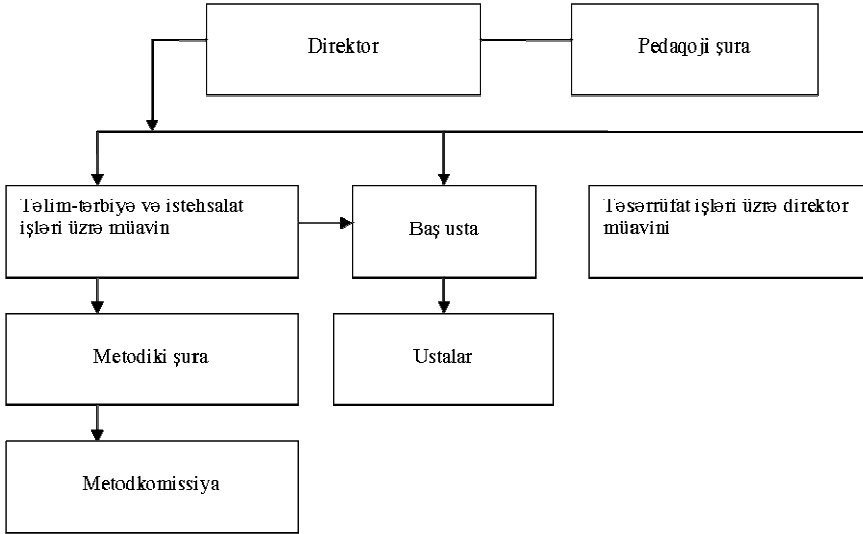 Direktor
Pedaqoji şura
Təlim-tərbiyə və istehsalat
işləri üzrə müavin
Baş usta
Təsərrüfat işləri üzrə direktor
müavini
Metodiki şura
Ustalar
Metodkomissiya